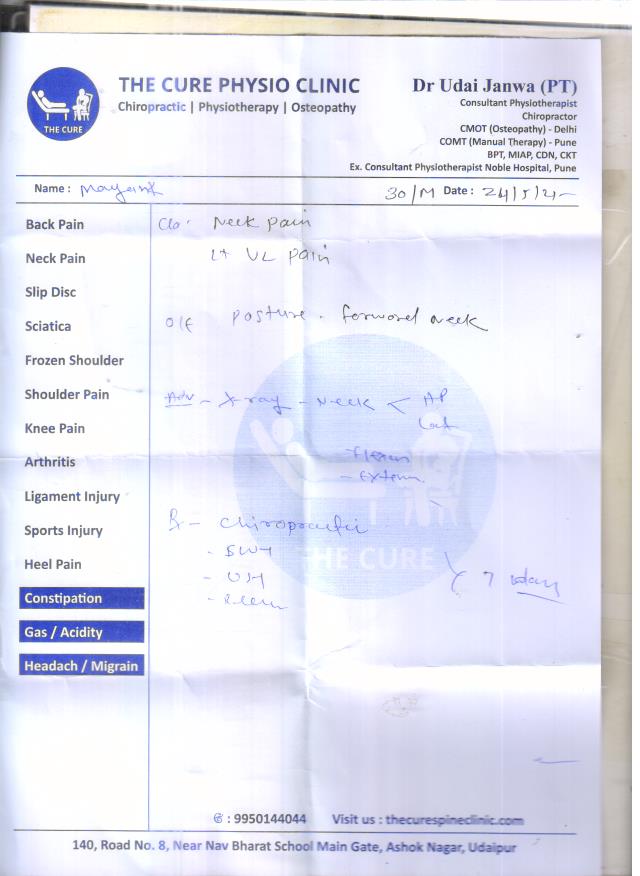 THE CURE PHYSIO CLINIC
Chiropractic | Physiotherapy | Osteopathy
THE CURE
Dr Udai Janwa (PT)
Consultant Physiotherapist
Chiropractor
CMOT (Osteopathy) - Delhi
COMT (Manual Therapy) - Pune
BPT, MIAP, CDN, CKT
Ex. Consultant Physiotherapist Noble Hospital, Pune
Name: Mayank 30/M Date: 24/5/21
Back Pain
Neck Pain
Slip Disc
Sciatica
Frozen Shoulder
Shoulder Pain
Knee Pain
Arthritis
Ligament Injury
Sports Injury
Heel Pain
Constipation
Gas / Acidity
Headach / Migrain
C/o. Neck pain
Lt UL pain
O/E posture. forward neck
Adv - X-ray - Neck < AP
Lat
- Flexion
- Extern
Rx - Chiropractic
- SWT
- UST
7 days
THE CURE
✆ : 9950144044 Visit us : thecurespineclinic.com
140, Road No. 8, Near Nav Bharat School Main Gate, Ashok Nagar, Udaipur